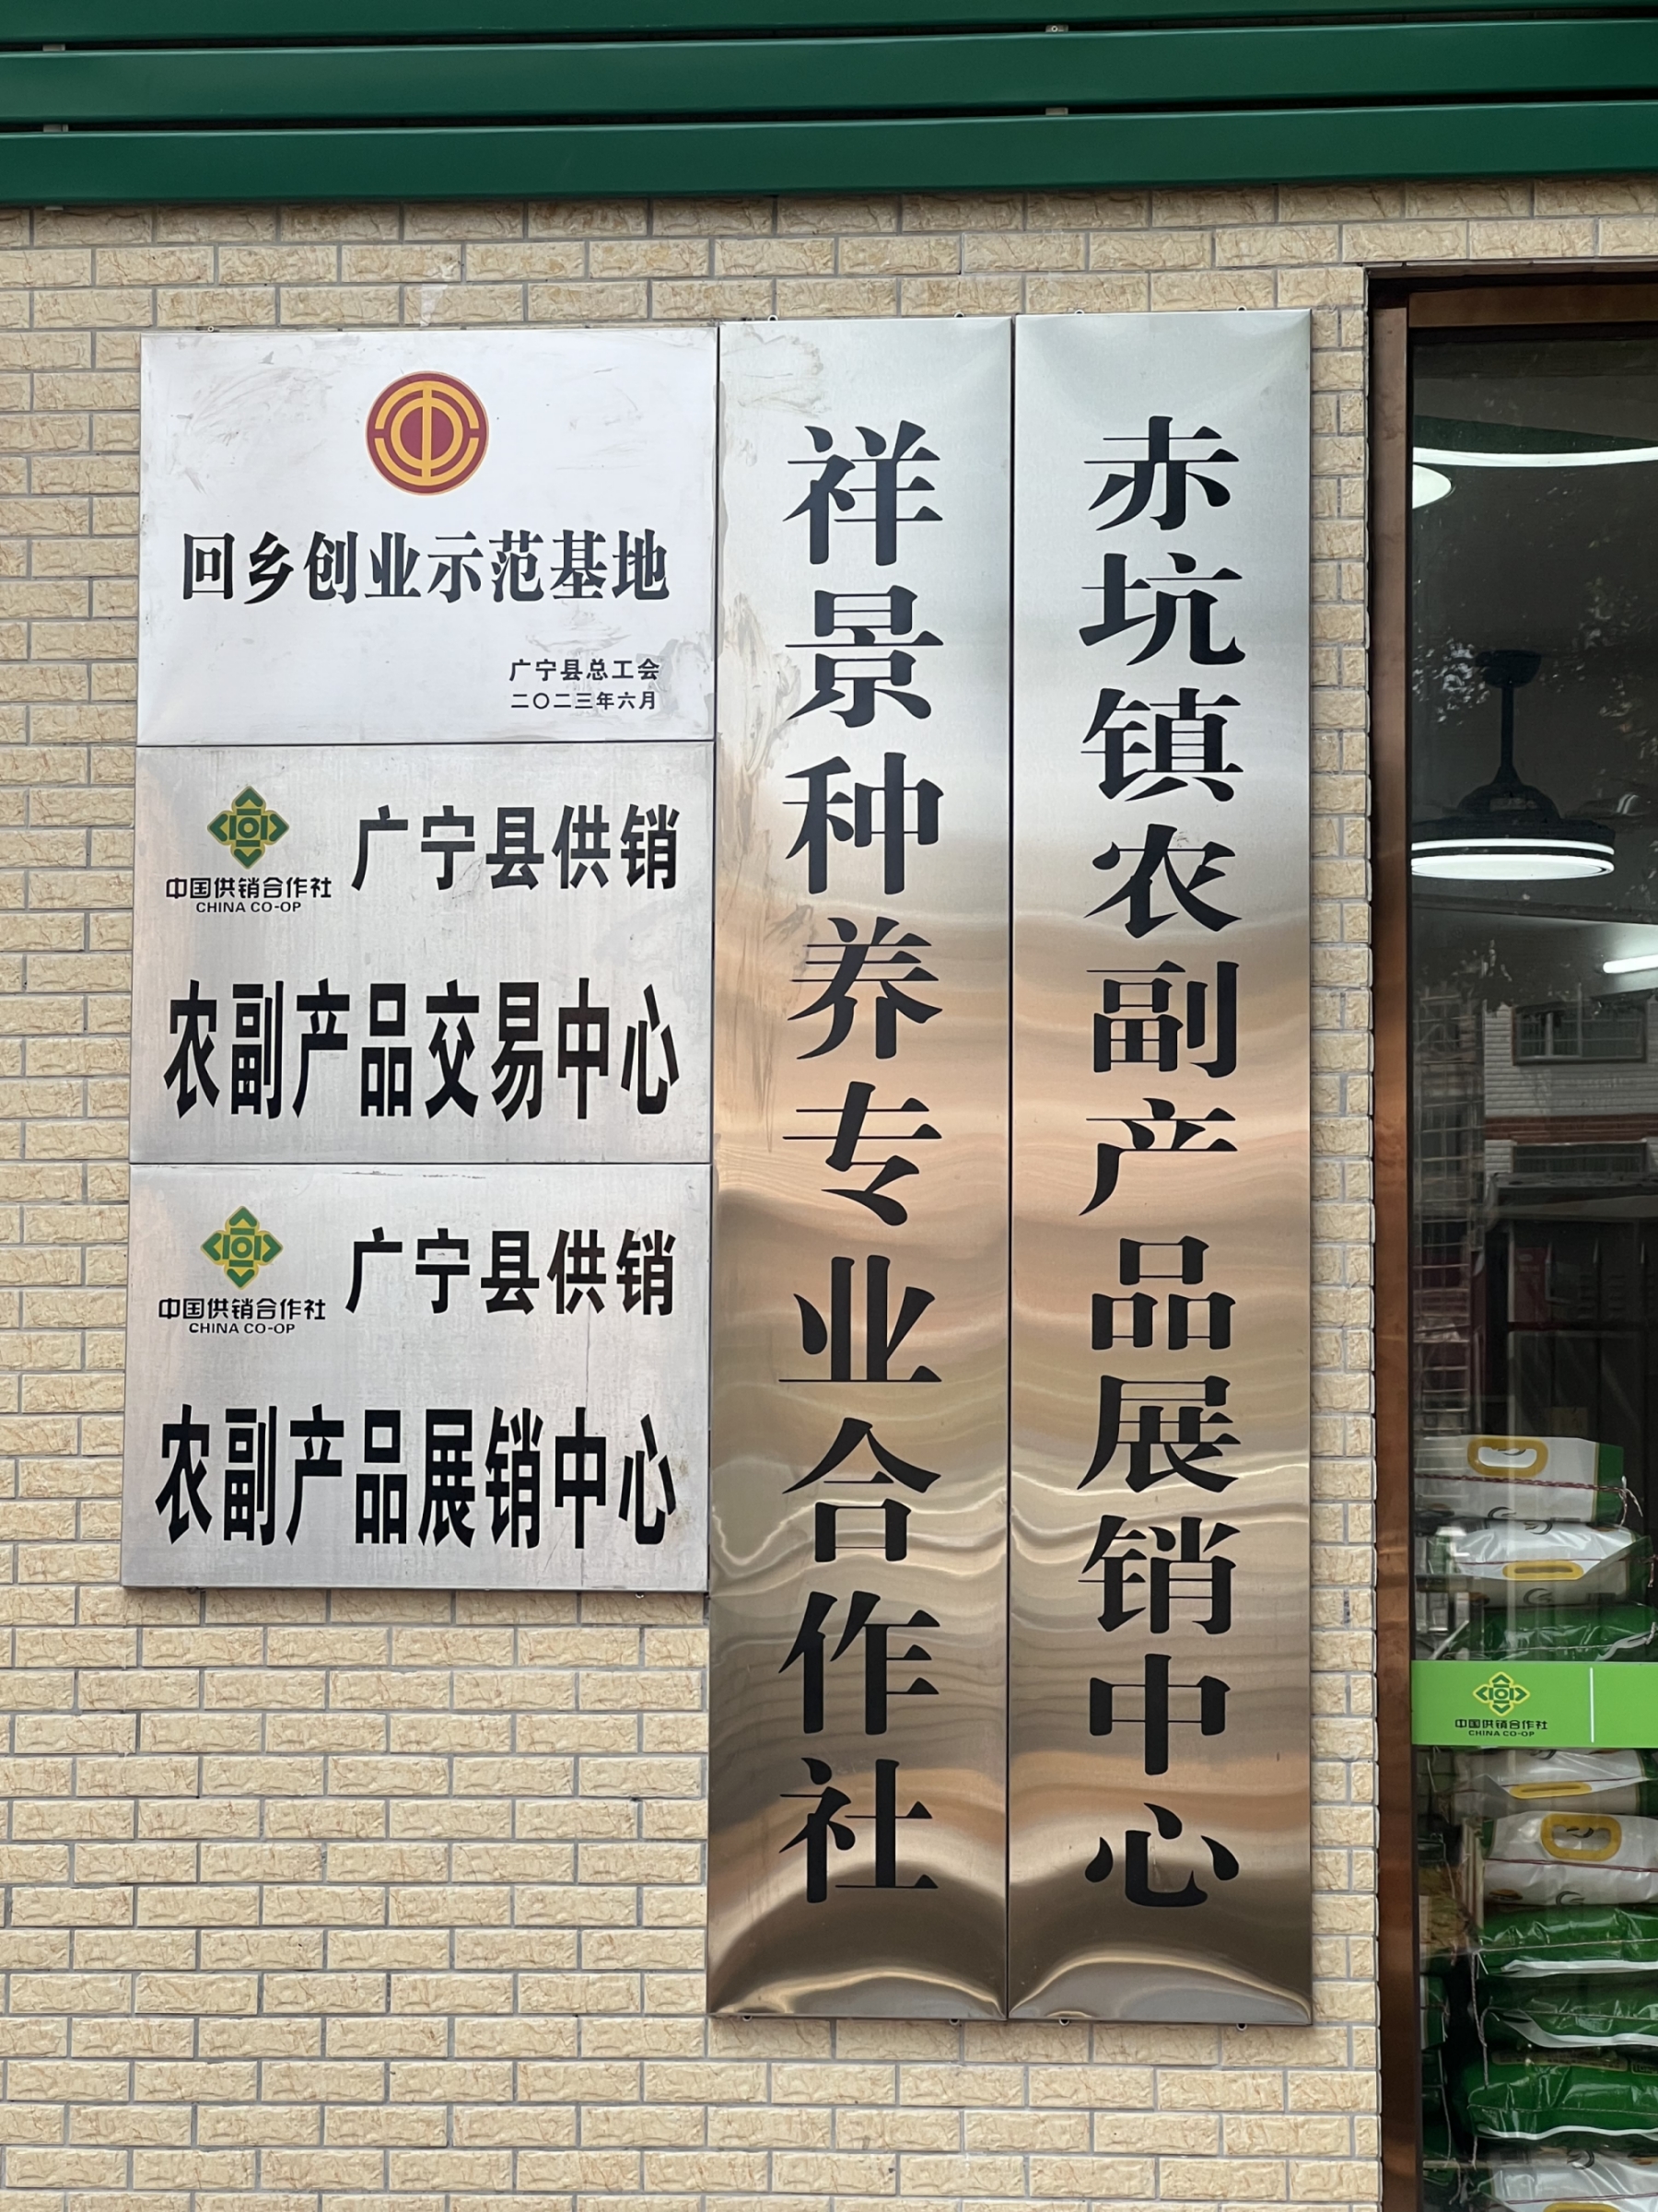 回乡创业示范基地
广宁县总工会
二〇二三年六月
中国供销合作社
CHINA CO-OP
广宁县供销
农副产品交易中心
中国供销合作社
CHINA CO-OP
广宁县供销
农副产品展销中心
祥景种养专业合作社
赤坑镇农副产品展销中心
中国供销合作社
CHINA CO-OP